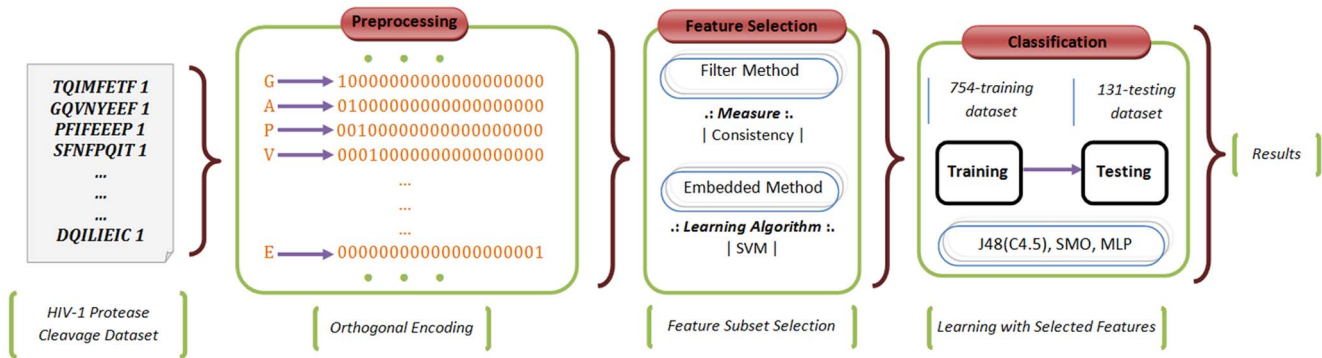 TQIMFETF 1
GQVNYEEF 1
PFIFEEEP 1
SFNFPQIT 1
...
...
...
DQILIEIC 1
HIV-1 Protease
Cleavage Dataset
Preprocessing
G 10000000000000000000
A 01000000000000000000
P 00100000000000000000
V 00010000000000000000
...
...
...
E 00000000000000000001
Orthogonal Encoding
Feature Selection
Filter Method
.: Measure :.
| Consistency |
Embedded Method
.: Learning Algorithm :.
| SVM |
Feature Subset Selection
Classification
754-training
dataset
131-testing
dataset
Training
Testing
J48(C4.5), SMO, MLP
Learning with Selected Features
Results